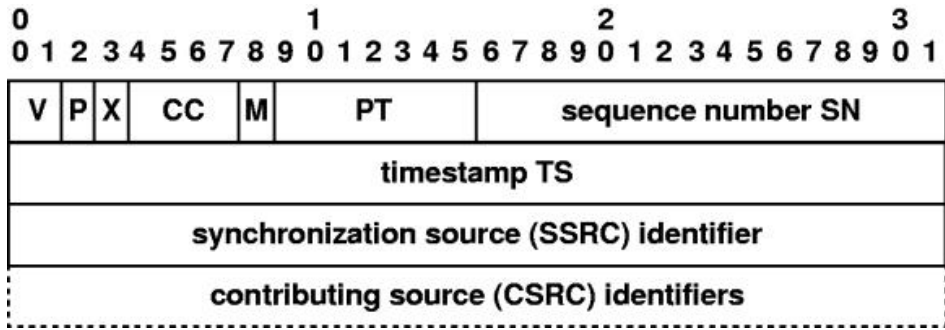 0 1 2 3
0 1 2 3 4 5 6 7 8 9 0 1 2 3 4 5 6 7 8 9 0 1 2 3 4 5 6 7 8 9 0 1
V P X CC M PT sequence number SN
timestamp TS
synchronization source (SSRC) identifier
contributing source (CSRC) identifiers